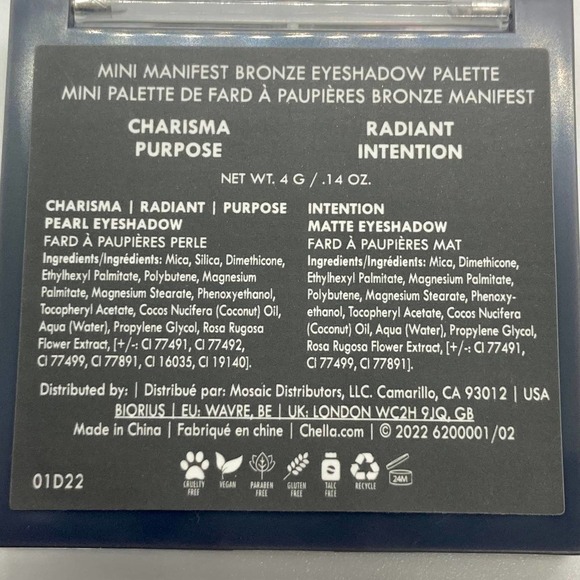 MINI MANIFEST BRONZE EYESHADOW PALETTE
MINI PALETTE DE FARD À PAUPIÈRES BRONZE MANIFEST
CHARISMA RADIANT
PURPOSE INTENTION
NET WT. 4 G / .14 OZ.
CHARISMA | RADIANT | PURPOSE
PEARL EYESHADOW
FARD À PAUPIÈRES PERLE
Ingredients/Ingrédients: Mica, Silica, Dimethicone,
Ethylhexyl Palmitate, Polybutene, Magnesium
Palmitate, Magnesium Stearate, Phenoxyethanol,
Tocopheryl Acetate, Cocos Nucifera (Coconut) Oil,
Aqua (Water), Propylene Glycol, Rosa Rugosa
Flower Extract, [+/-: CI 77491, CI 77492,
CI 77499, CI 77891, CI 16035, CI 19140].
INTENTION
MATTE EYESHADOW
FARD À PAUPIÈRES MAT
Ingredients/Ingrédients: Mica, Dimethicone,
Ethylhexyl Palmitate, Magnesium Palmitate,
Polybutene, Magnesium Stearate, Phenoxy-
ethanol, Tocopheryl Acetate, Cocos Nucifera
(Coconut) Oil, Aqua (Water), Propylene Glycol,
Rosa Rugosa Flower Extract, [+/-: CI 77491,
CI 77499, CI 77891].
Distributed by: | Distribué par: Mosaic Distributors, LLC. Camarillo, CA 93012 | USA
BIORIUS | EU: WAVRE, BE | UK: LONDON WC2H 9JQ, GB
Made in China | Fabriqué en chine | Chella.com | © 2022 6200001/02
CRUELTY FREE
VEGAN
PARABEN FREE
GLUTEN FREE
TALC FREE
RECYCLE
24M
01D22